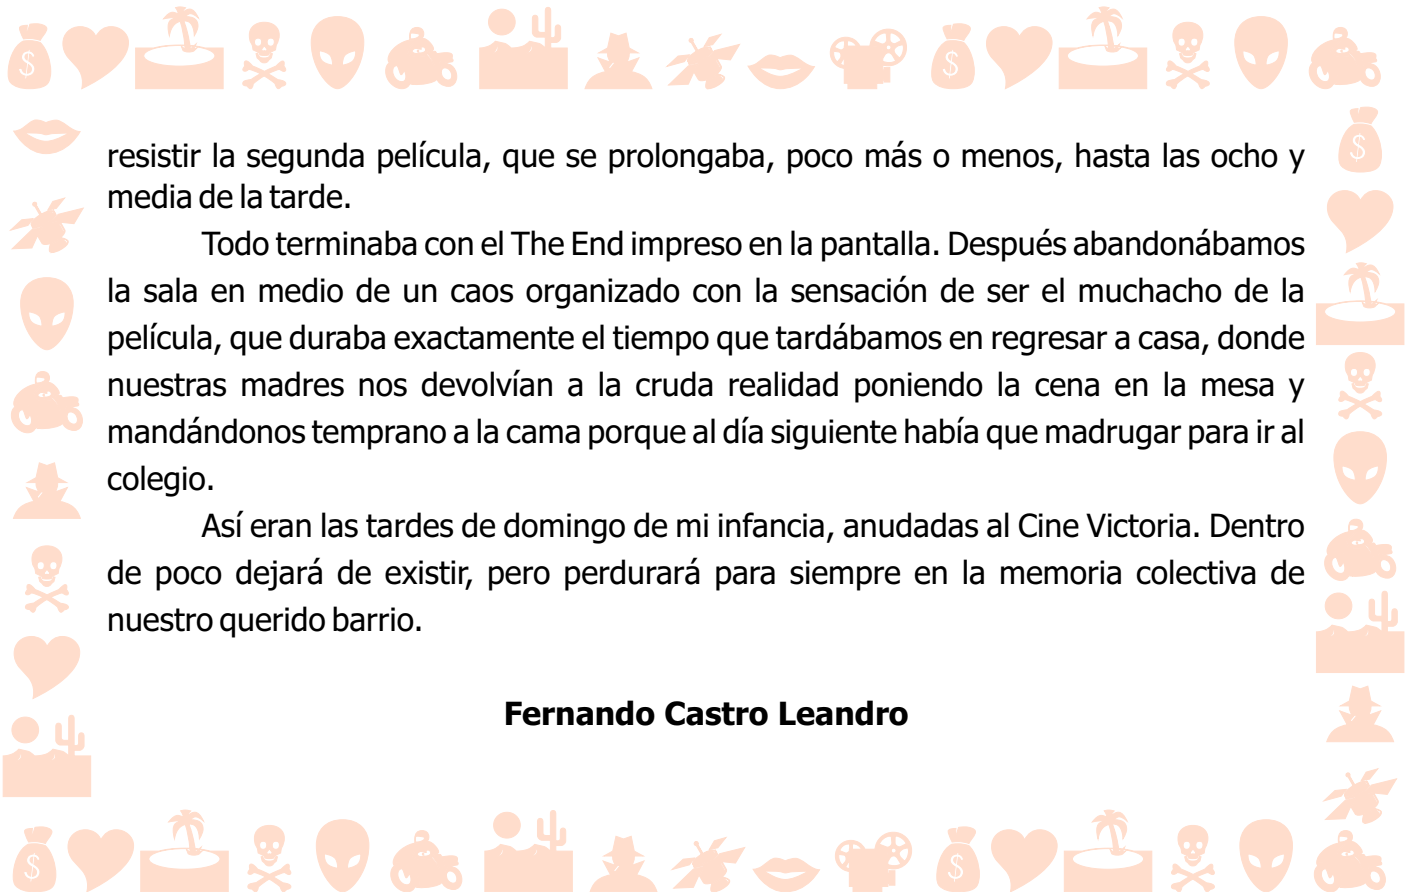 resistir la segunda película, que se prolongaba, poco más o menos, hasta las ocho y
media de la tarde.
Todo terminaba con el The End impreso en la pantalla. Después abandonábamos
la sala en medio de un caos organizado con la sensación de ser el muchacho de la
película, que duraba exactamente el tiempo que tardábamos en regresar a casa, donde
nuestras madres nos devolvían a la cruda realidad poniendo la cena en la mesa y
mandándonos temprano a la cama porque al día siguiente había que madrugar para ir al
colegio.
Así eran las tardes de domingo de mi infancia, anudadas al Cine Victoria. Dentro
de poco dejará de existir, pero perdurará para siempre en la memoria colectiva de
nuestro querido barrio.
Fernando Castro Leandro